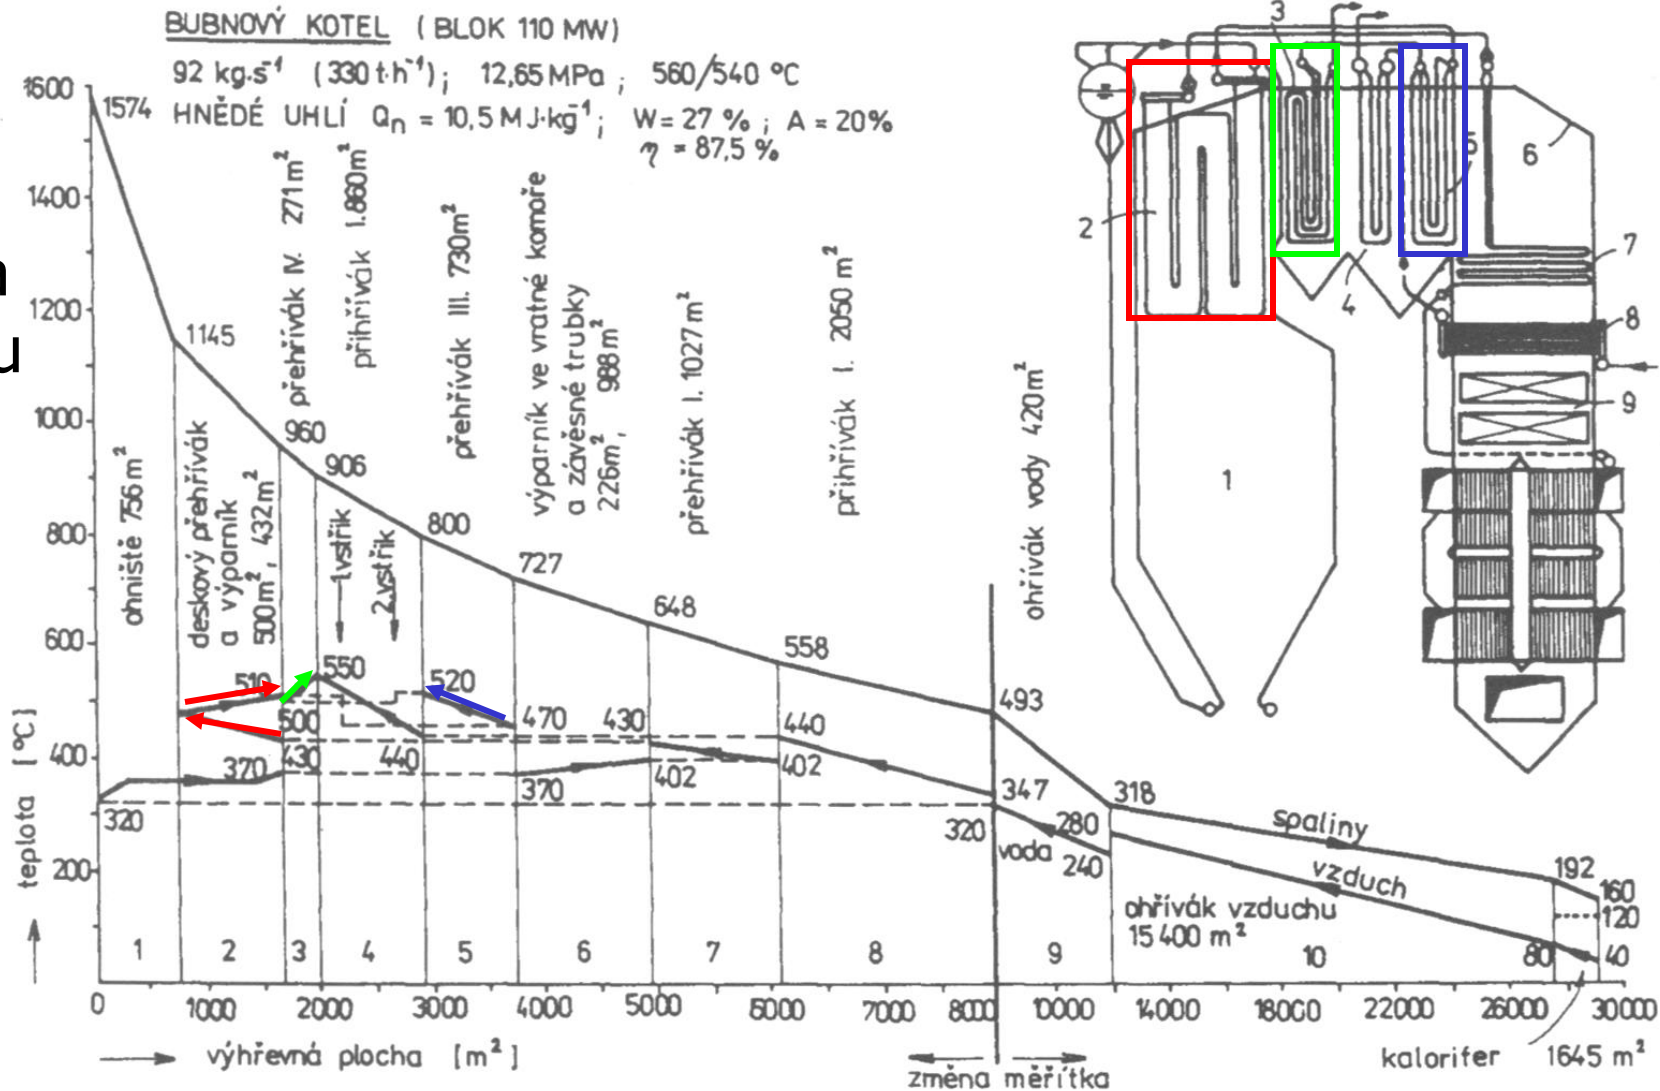 BUBNOVÝ KOTEL (BLOK 110 MW)
92 kg·s⁻¹ (330 t·h⁻¹); 12,65 MPa ; 560/540 °C
HNĚDÉ UHLÍ Qn = 10,5 MJ·kg⁻¹ ; W = 27 % ; A = 20%
η = 87,5 %
u
teplota [°C]
1600
1400
1200
1000
800
600
400
200
1574
1145
960
906
800
727
648
558
493
318
192
160
120
40
80
ohniště 756 m²
deskový přehřívák
a výparník
500 m², 432 m²
přehřívák IV. 271 m²
přihřívák I. 860 m²
1.vstřik
2.vstřik
přehřívák III. 730 m²
výparník ve vratné komoře
a závěsné trubky
226 m², 988 m²
přehřívák I. 1027 m²
přihřívák I. 2050 m²
ohřívák vody 420 m²
510
550
520
500
470
430
440
430
440
370
370
402
402
347
320
320
280
240
voda
spaliny
vzduch
ohřívák vzduchu
15 400 m²
1 2 3 4 5 6 7 8 9 10
0 1000 2000 3000 4000 5000 6000 7000 8000 10000 14000 18000 22000 26000 30000
výhřevná plocha [m²]
změna měřítka
kalorifer 1645 m²
3
5
6
2
4
7
8
9
1